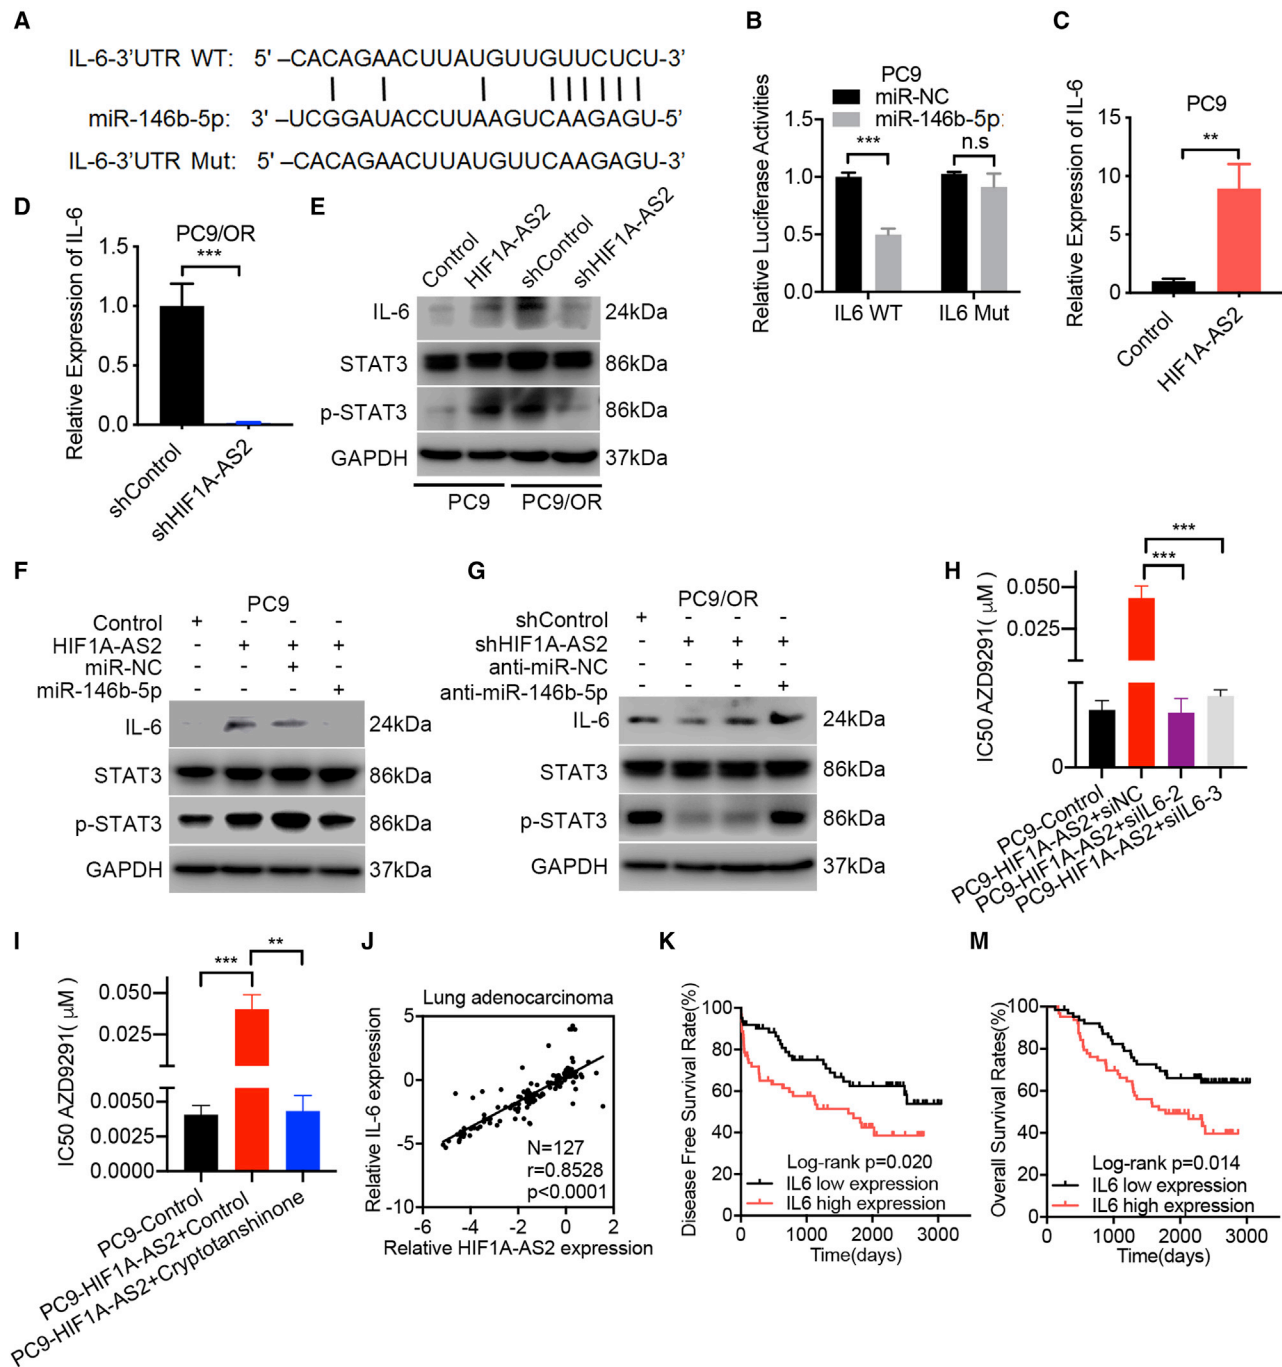 A
IL-6-3'UTR WT: 5' –CACAGAACUUAUGUUGUUCUCU-3'
miR-146b-5p: 3' –UCGGAUACCUUAAGUCAAGAGU-5'
IL-6-3'UTR Mut: 5' –CACAGAACUUAUGUUCAAGAGU-3'
B
PC9
miR-NC
miR-146b-5p:
Relative Luciferase Activities
1.5
1.0
0.5
0.0
***
n.s
IL6 WT
IL6 Mut
C
PC9
**
Relative Expression of IL-6
15
10
5
0
Control
HIF1A-AS2
D
PC9/OR
***
Relative Expression of IL-6
1.5
1.0
0.5
0.0
shControl
shHIF1A-AS2
E
Control
HIF1A-AS2
shControl
shHIF1A-AS2
IL-6 24kDa
STAT3 86kDa
p-STAT3 86kDa
GAPDH 37kDa
PC9 PC9/OR
F
PC9
Control + - - -
HIF1A-AS2 - + + +
miR-NC - - + -
miR-146b-5p - - - +
IL-6 24kDa
STAT3 86kDa
p-STAT3 86kDa
GAPDH 37kDa
G
PC9/OR
shControl + - - -
shHIF1A-AS2 - + + +
anti-miR-NC - - + -
anti-miR-146b-5p - - - +
IL-6 24kDa
STAT3 86kDa
p-STAT3 86kDa
GAPDH 37kDa
H
***
***
IC50 AZD9291( μM )
0.050
0.025
0
PC9-Control
PC9-HIF1A-AS2+siNC
PC9-HIF1A-AS2+siIL6-2
PC9-HIF1A-AS2+siIL6-3
I
***
**
IC50 AZD9291( μM )
0.050
0.025
0.0050
0.0025
0.0000
PC9-Control
PC9-HIF1A-AS2+Control
PC9-HIF1A-AS2+Cryptotanshinone
J
Lung adenocarcinoma
Relative IL-6 expression
5
0
-5
-10
N=127
r=0.8528
p<0.0001
-6 -4 -2 0 2
Relative HIF1A-AS2 expression
K
Disease Free Survival Rate(%)
100
80
60
40
20
0
Log-rank p=0.020
IL6 low expression
IL6 high expression
0 1000 2000 3000
Time(days)
M
Overall Survival Rates(%)
100
80
60
40
20
0
Log-rank p=0.014
IL6 low expression
IL6 high expression
0 1000 2000 3000
Time(days)